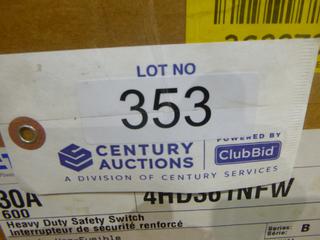 LOT NO
353
CENTURY
AUCTIONS
POWERED BY
ClubBid
A DIVISION OF CENTURY SERVICES
30A
4HD361NFW
600
Heavy Duty Safety Switch
Interrupteur de sécurité renforcé
Series:
B